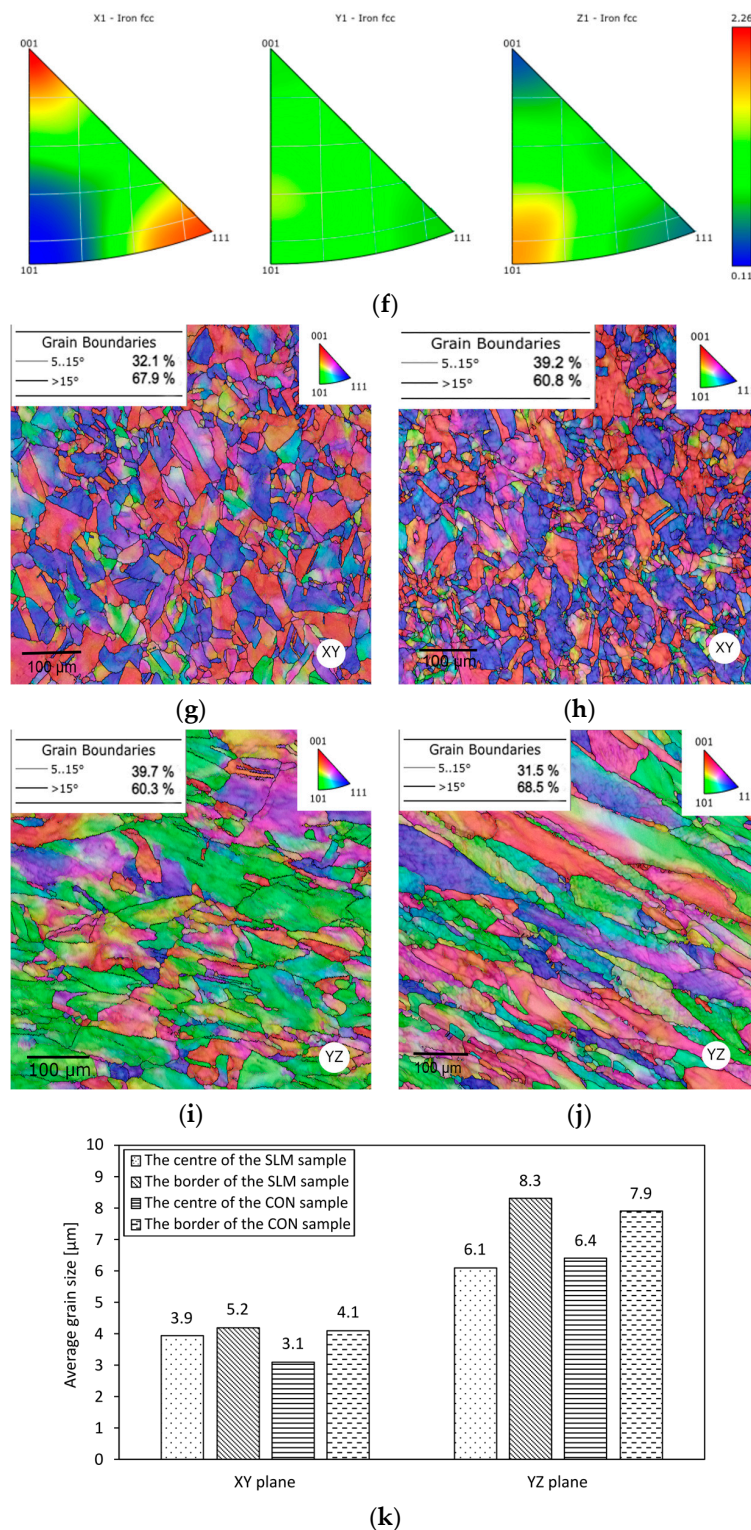 X1 - Iron fcc
Y1 - Iron fcc
Z1 - Iron fcc
2.26
001
001
001
111
111
111
101
101
101
0.11
(f)
Grain Boundaries
5..15° 32.1 %
>15° 67.9 %
001
101
111
100 µm
XY
(g)
Grain Boundaries
5..15° 39.2 %
>15° 60.8 %
001
101
11
100 µm
XY
(h)
Grain Boundaries
5..15° 39.7 %
>15° 60.3 %
001
101
11
100 µm
YZ
(i)
Grain Boundaries
5..15° 31.5 %
>15° 68.5 %
001
101
11
100 µm
YZ
(j)
Average grain size [µm]
10
9
8
7
6
5
4
3
2
1
0
The centre of the SLM sample
The border of the SLM sample
The centre of the CON sample
The border of the CON sample
3.9
5.2
3.1
4.1
6.1
8.3
6.4
7.9
XY plane
YZ plane
(k)